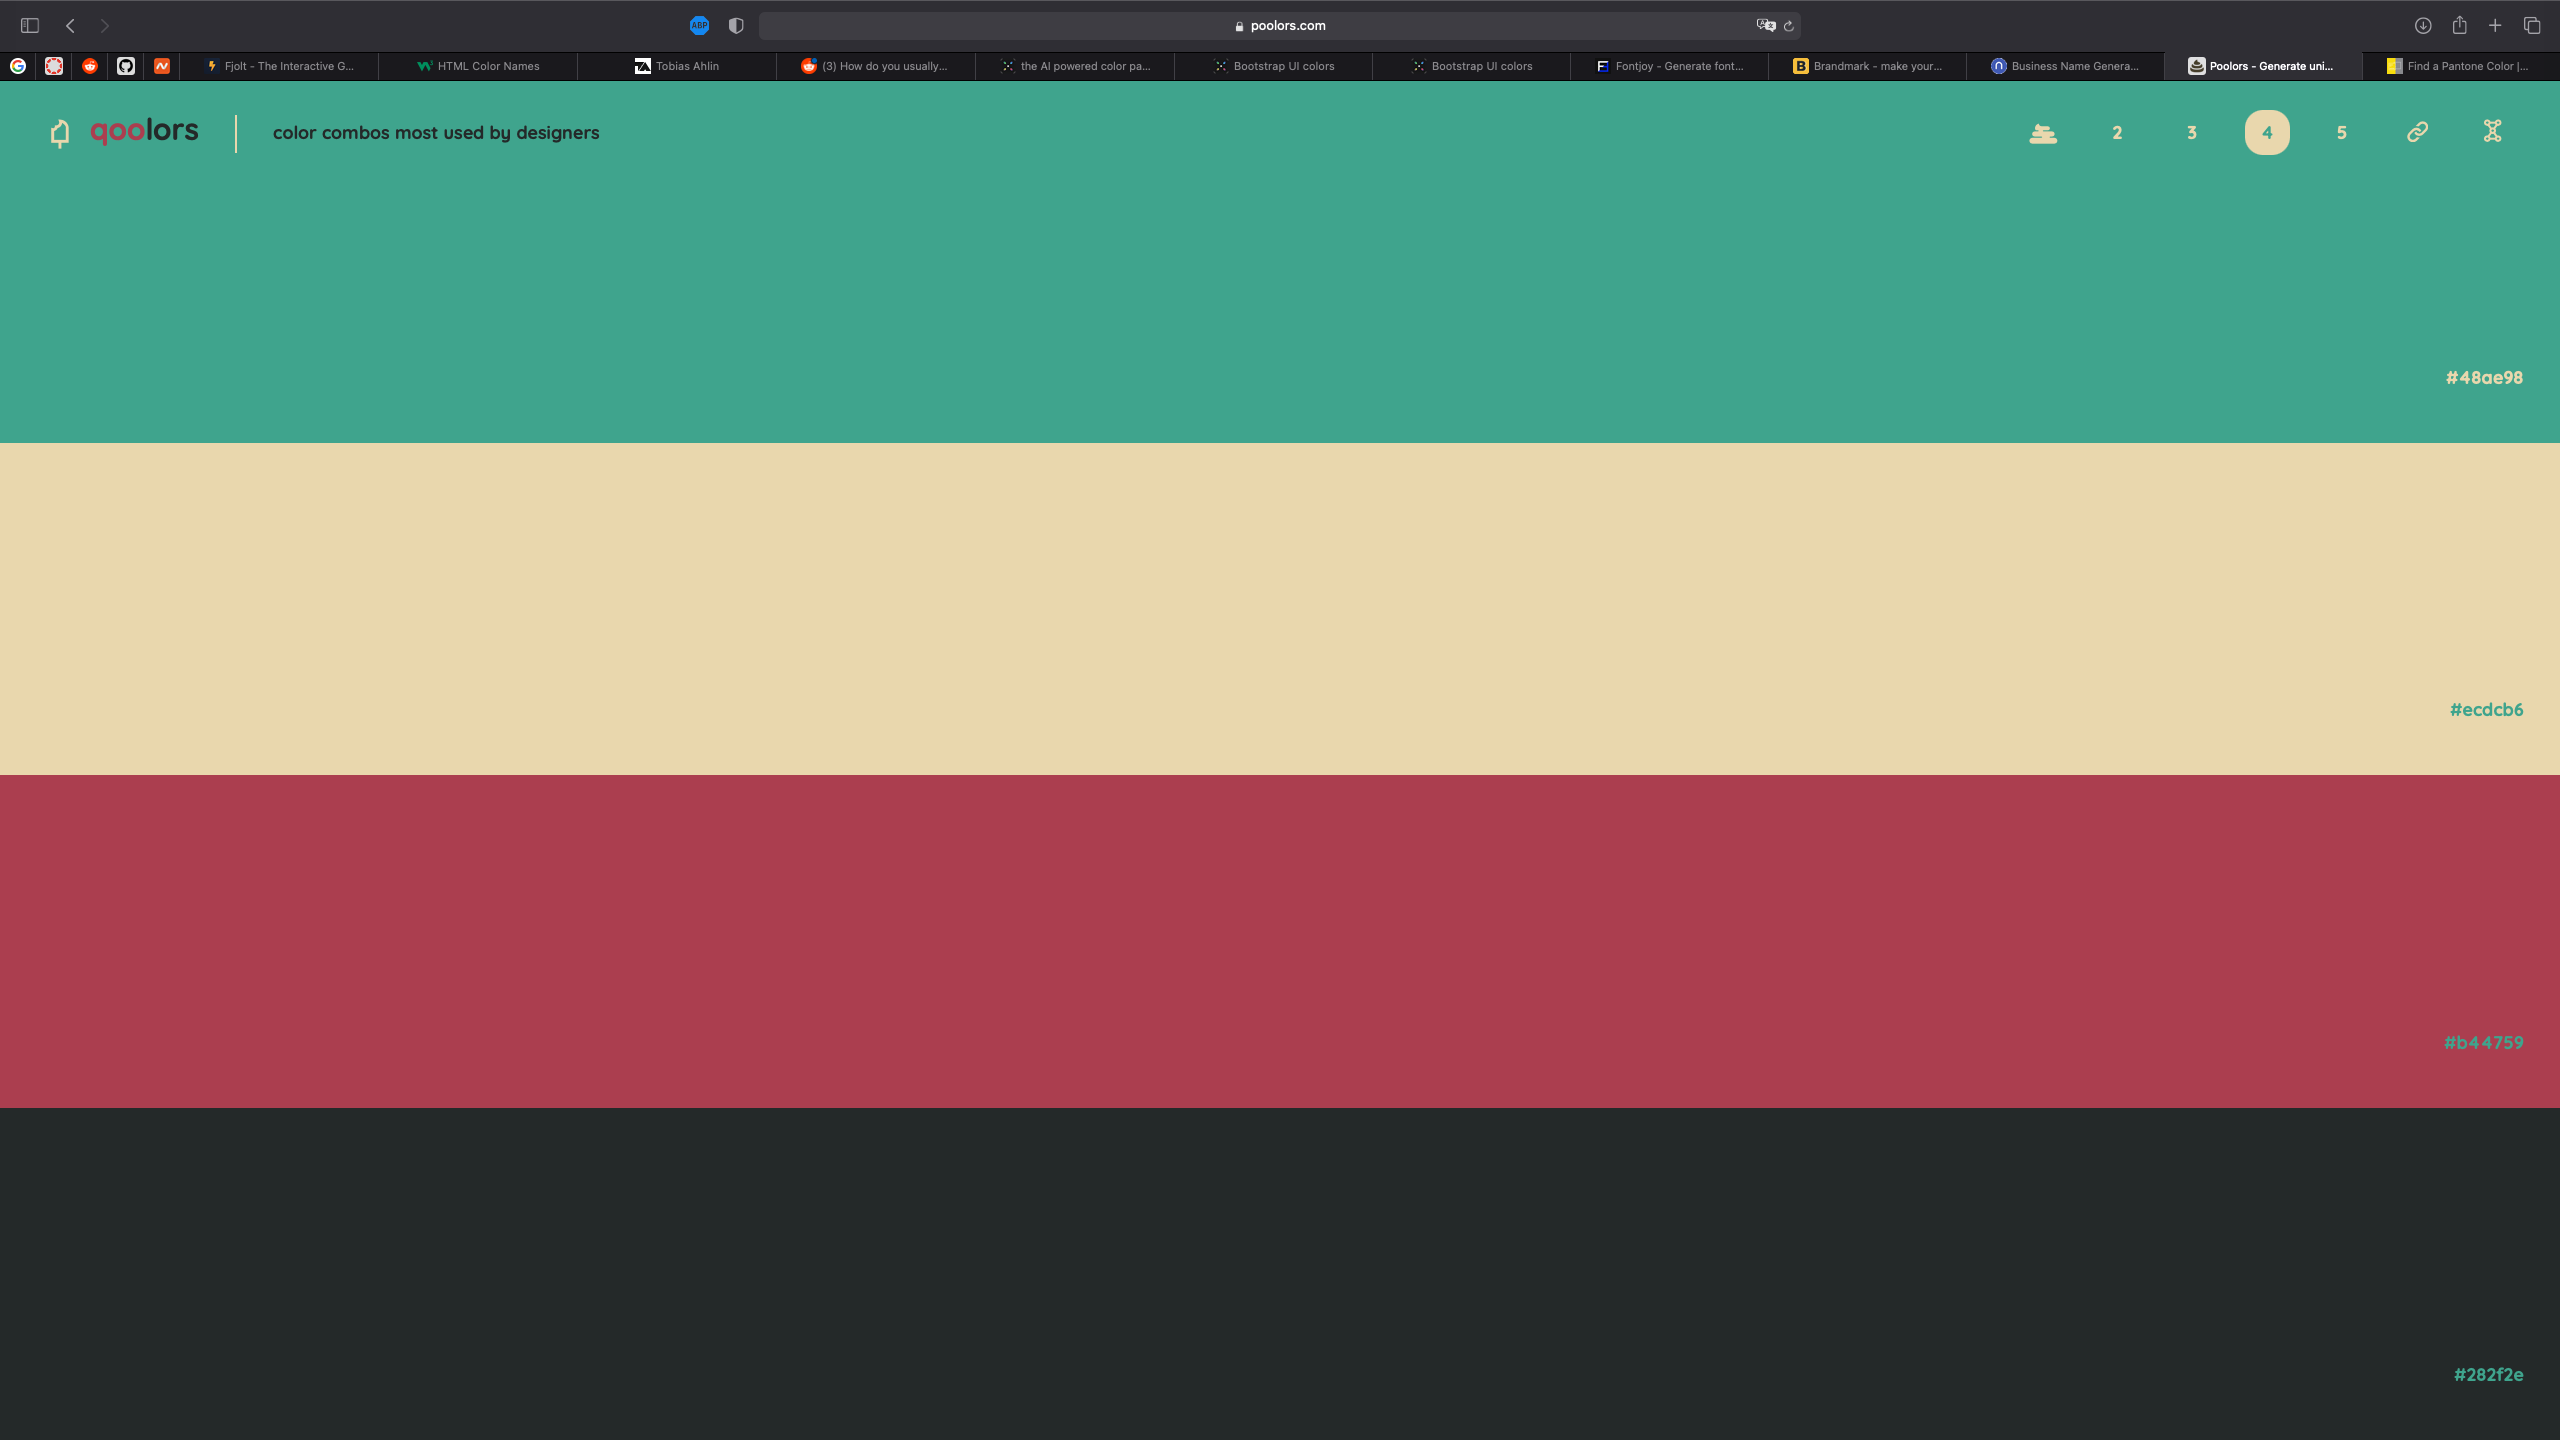 ABP
poolors.com
Fjolt - The Interactive G...
HTML Color Names
Tobias Ahlin
(3) How do you usually...
the AI powered color pa...
Bootstrap UI colors
Bootstrap UI colors
Fontjoy - Generate font...
Brandmark - make your...
Business Name Genera...
Poolors - Generate uni...
Find a Pantone Color |...
qoolors
color combos most used by designers
2 3 4 5
#48ae98
#ecdcb6
#b44759
#282f2e